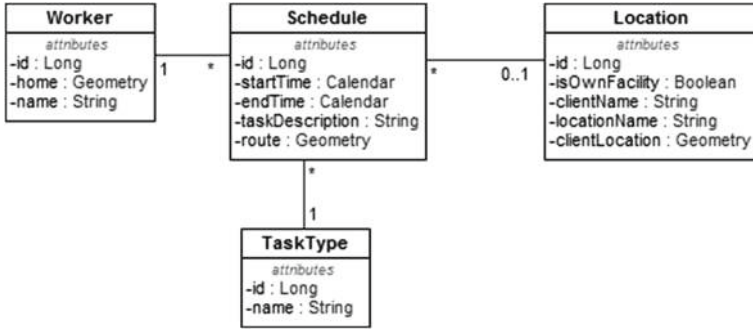 Worker
attributes
-id : Long
-home : Geometry
-name : String
1
*
Schedule
attributes
-id : Long
-startTime : Calendar
-endTime : Calendar
-taskDescription : String
-route : Geometry
*
0..1
Location
attributes
-id : Long
-isOwnFacility : Boolean
-clientName : String
-locationName : String
-clientLocation : Geometry
*
1
TaskType
attributes
-id : Long
-name : String